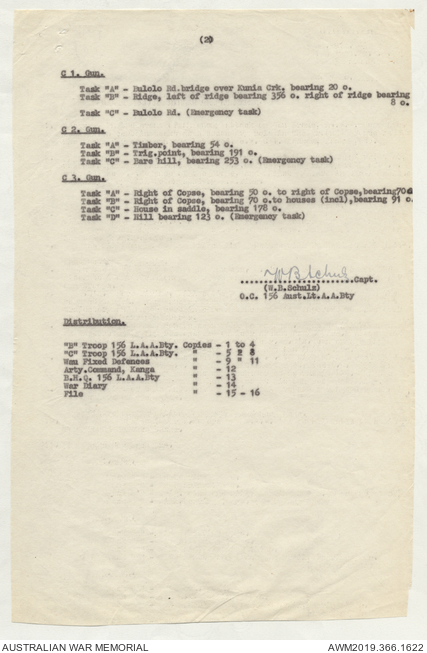 (2)
C 1. Gun.
Task "A" - Bulolo Rd.bridge over Kunia Crk, bearing 20 o.
Task "B" - Ridge, left of ridge bearing 356 o. right of ridge bearing
8 o.
Task "C" - Bulolo Rd. (Emergency task)
C 2. Gun.
Task "A" - Timber, bearing 54 o.
Task "B" - Trig.point, bearing 191 o.
Task "C" - Bare hill, bearing 253 o. (Emergency task)
C 3. Gun.
Task "A" - Right of Copse, bearing 50 o. to right of Copse,bearing70o
Task "B" - Right of Copse, bearing 70 o.to houses (incl),bearing 91 o.
Task "C" - House in saddle, bearing 178 o.
Task "D" - Hill bearing 123 o. (Emergency task)
W B Schulz
..............................Capt.
(W.B.Schulz)
O.C. 156 Aust.Lt.A.A.Bty
Distribution.
"B" Troop 156 L.A.A.Bty. Copies - 1 to 4
"C" Troop 156 L.A.A.Bty. " - 5 " 8
Wau Fixed Defences " - 9 " 11
Arty.Command, Kanga " - 12
B.H.Q. 156 L.A.A.Bty " - 13
War Diary " - 14
File " - 15 - 16
AUSTRALIAN WAR MEMORIAL
AWM2019.366.1622